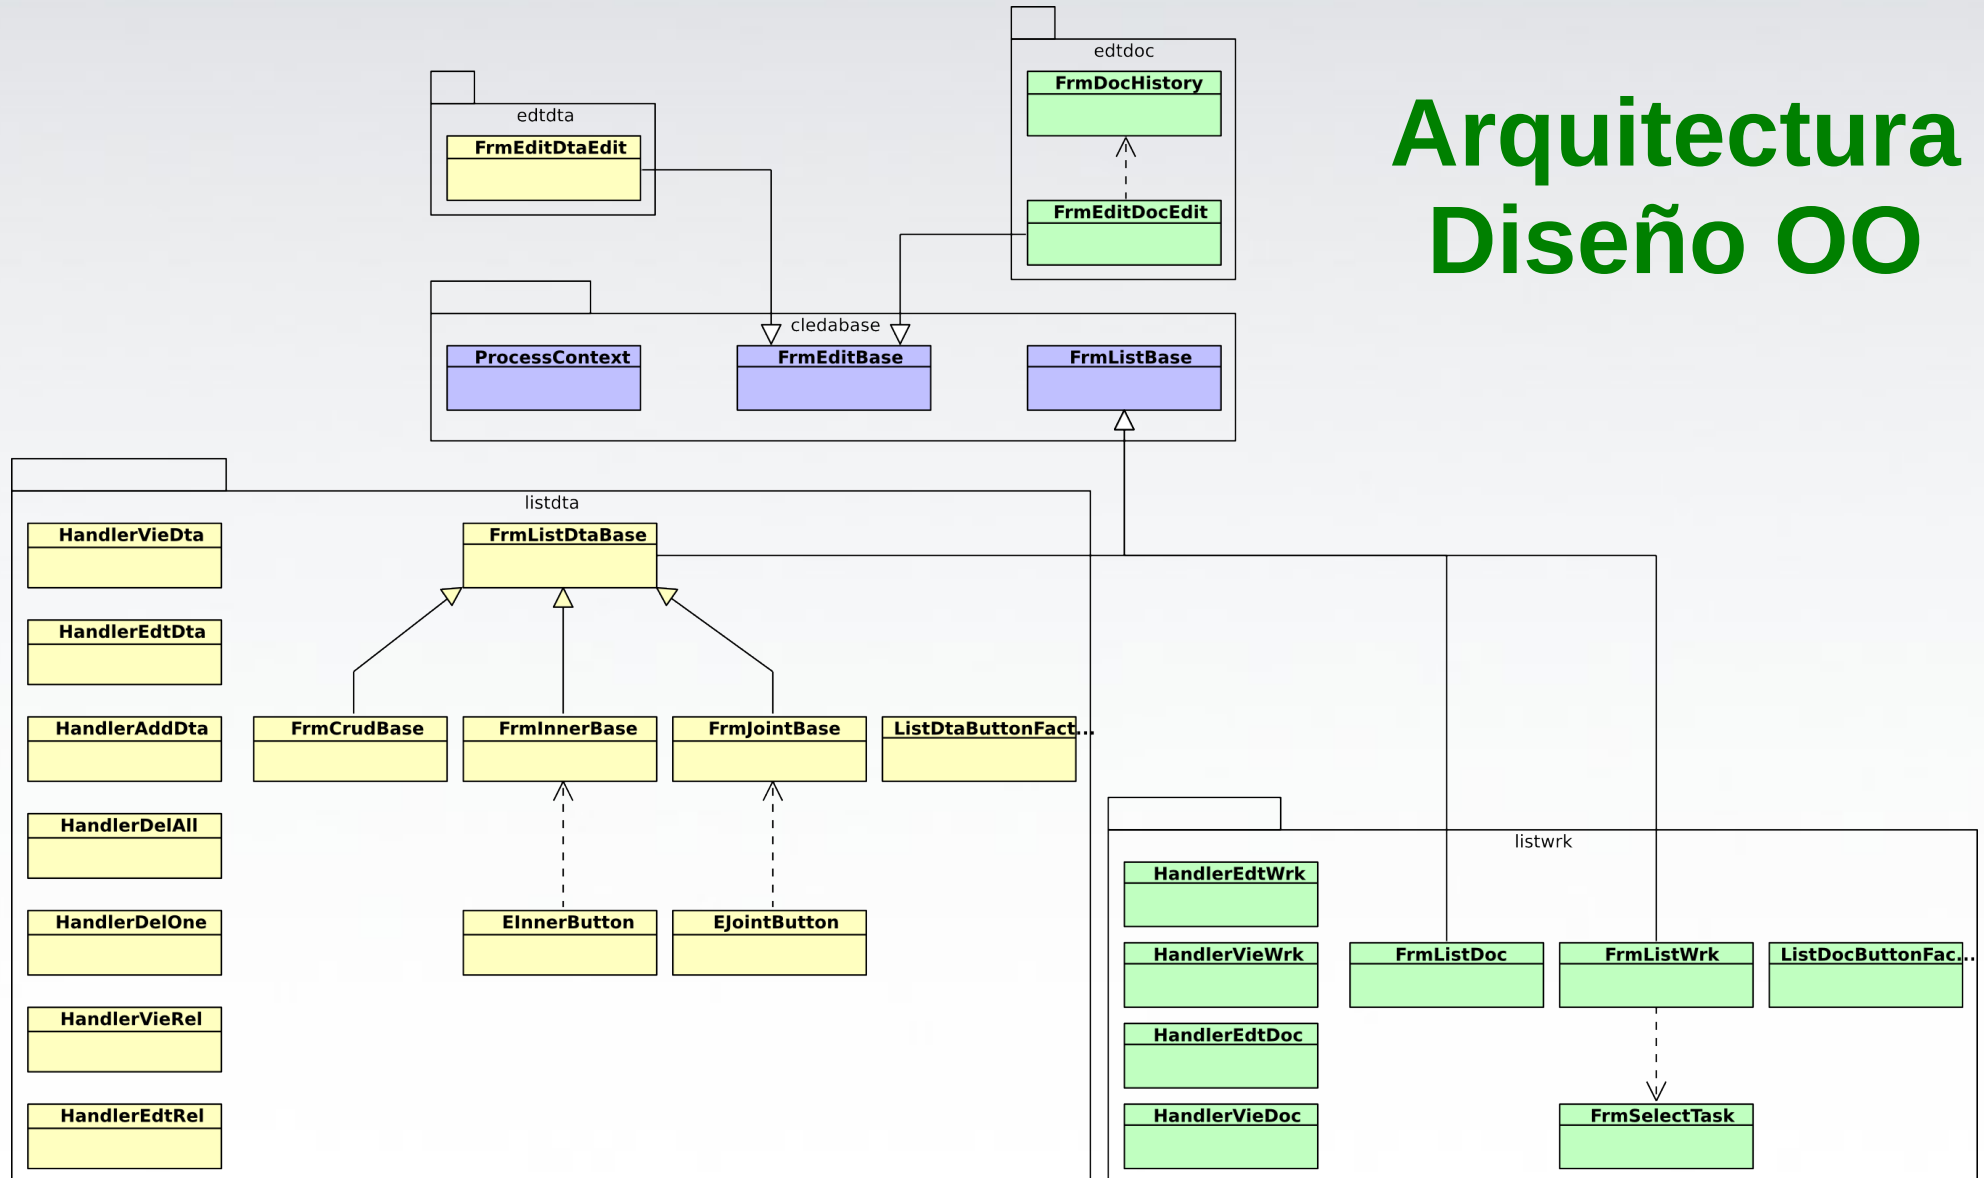 edtdoc
FrmDocHistory
Arquitectura
Diseño OO
edtdta
FrmEditDtaEdit
FrmEditDocEdit
cledabase
ProcessContext
FrmEditBase
FrmListBase
listdta
HandlerVieDta
FrmListDtaBase
HandlerEdtDta
HandlerAddDta
FrmCrudBase
FrmInnerBase
FrmJointBase
ListDtaButtonFact...
HandlerDelAll
HandlerDelOne
EInnerButton
EJointButton
HandlerVieRel
HandlerEdtRel
listwrk
HandlerEdtWrk
HandlerVieWrk
FrmListDoc
FrmListWrk
ListDocButtonFac...
HandlerEdtDoc
HandlerVieDoc
FrmSelectTask